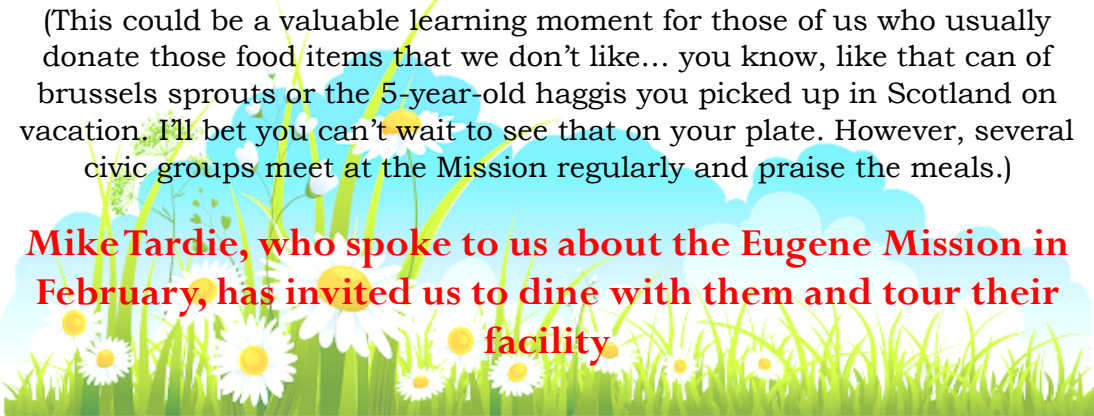 (This could be a valuable learning moment for those of us who usually
donate those food items that we don’t like… you know, like that can of
brussels sprouts or the 5-year-old haggis you picked up in Scotland on
vacation. I’ll bet you can’t wait to see that on your plate. However, several
civic groups meet at the Mission regularly and praise the meals.)
Mike Tardie, who spoke to us about the Eugene Mission in
February, has invited us to dine with them and tour their
facility